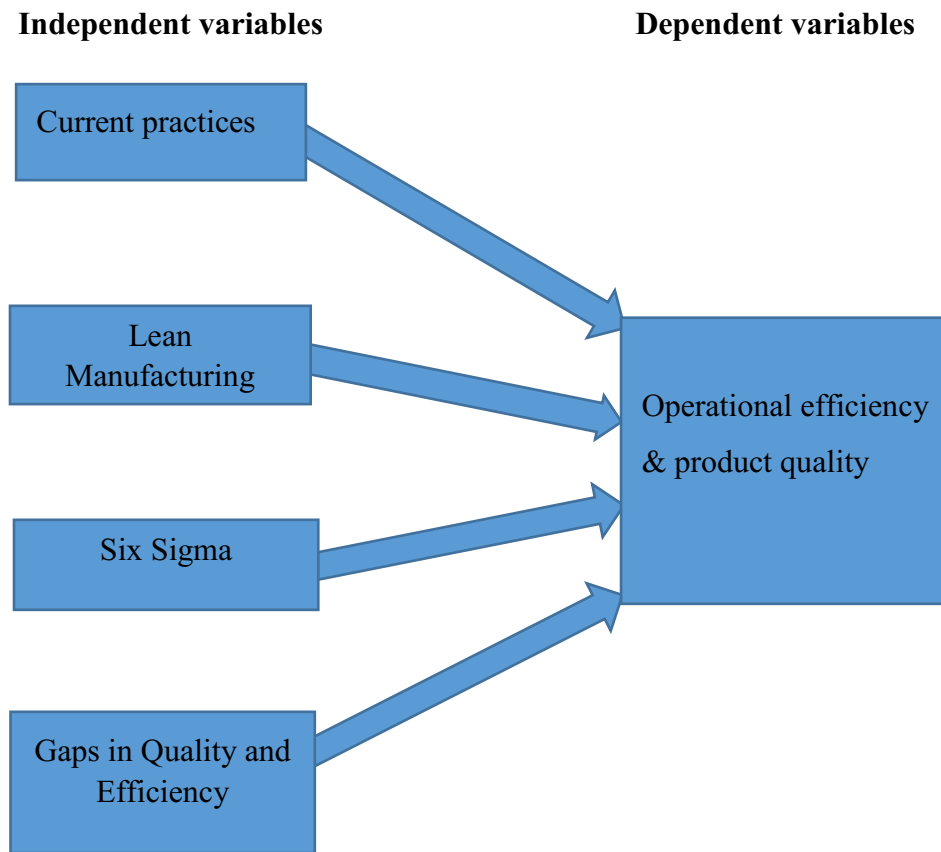 Independent variables
Dependent variables
Current practices
Lean
Manufacturing
Six Sigma
Gaps in Quality and
Efficiency
Operational efficiency
& product quality